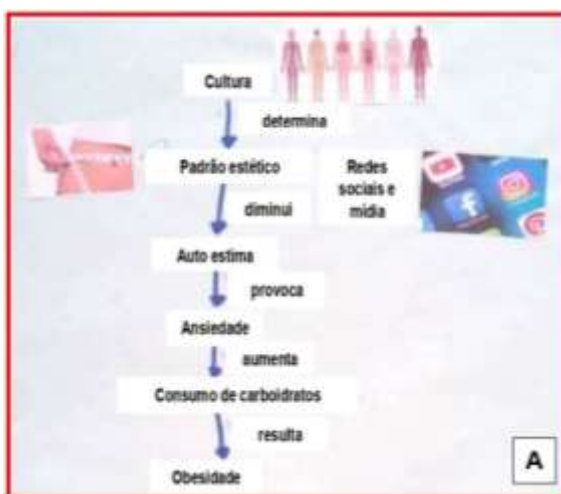 Cultura
determina
Padrão estético
Redes
sociais e
mídia
diminui
Auto estima
provoca
Ansiedade
aumenta
Consumo de carboidratos
resulta
Obesidade
A